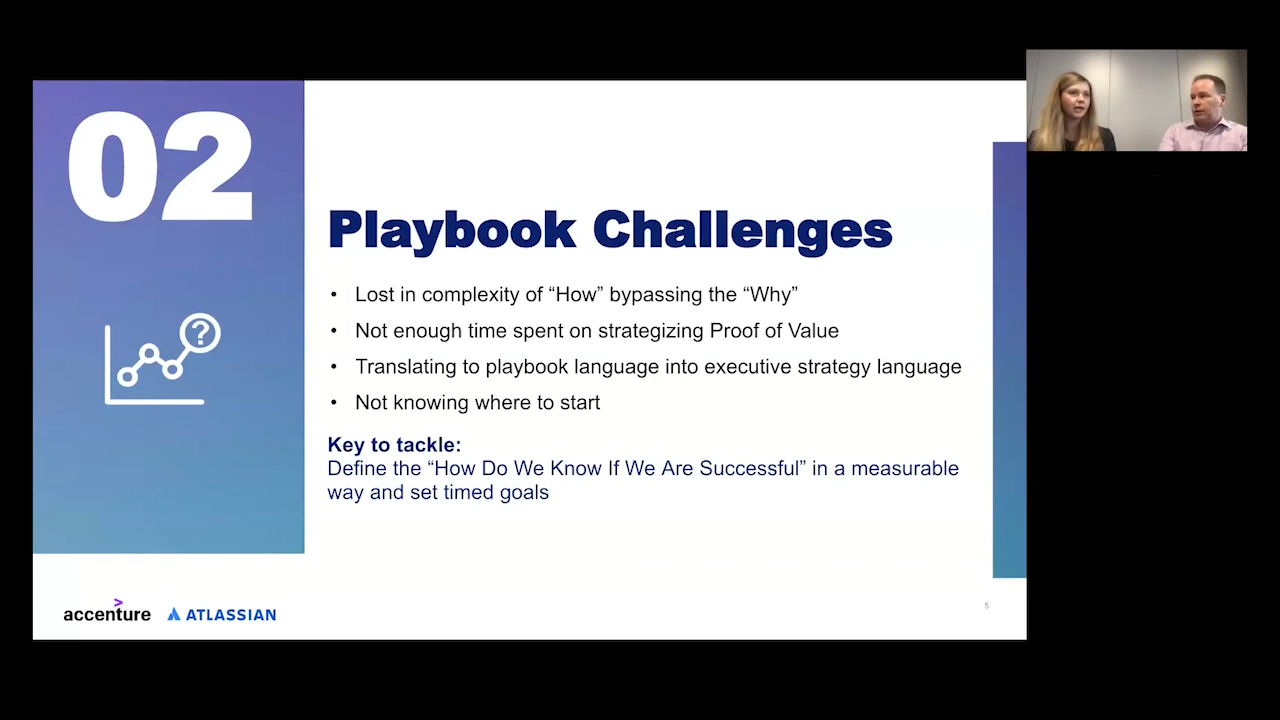 02
?
Playbook Challenges
• Lost in complexity of “How” bypassing the “Why”
• Not enough time spent on strategizing Proof of Value
• Translating to playbook language into executive strategy language
• Not knowing where to start
Key to tackle:
Define the “How Do We Know If We Are Successful” in a measurable
way and set timed goals
accenture
ATLASSIAN
5